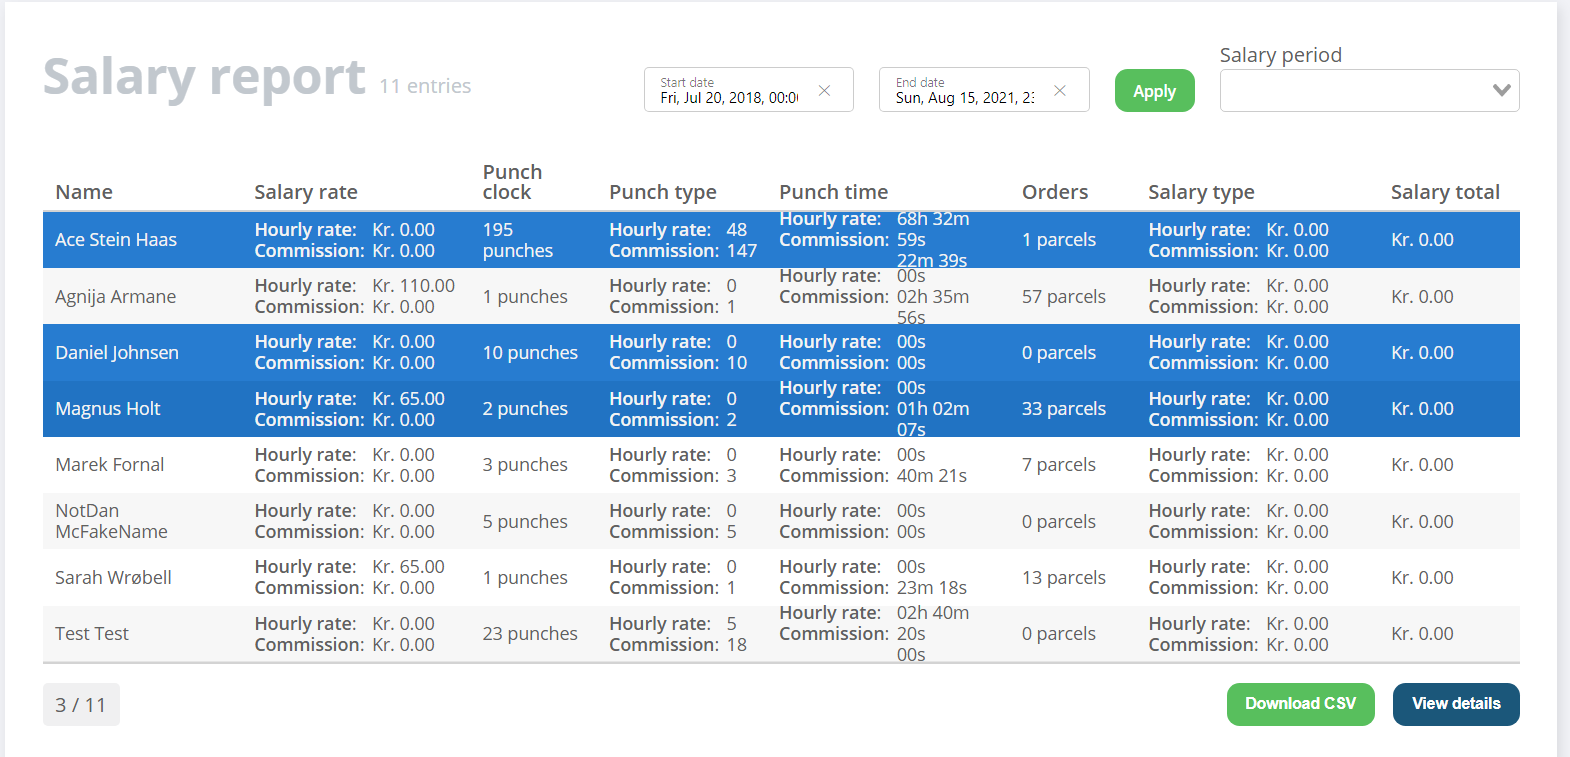 Salary report 11 entries
Start date
Fri, Jul 20, 2018, 00:0
End date
Sun, Aug 15, 2021, 23
Apply
Salary period
Name Salary rate Punch clock Punch type Punch time Orders Salary type Salary total
Ace Stein Haas
Hourly rate: Kr. 0.00
Commission: Kr. 0.00
195
punches
Hourly rate: 48
Commission: 147
Hourly rate: 68h 32m
Commission: 59s
22m 39s
1 parcels
Hourly rate: Kr. 0.00
Commission: Kr. 0.00
Kr. 0.00
Agnija Armane
Hourly rate: Kr. 110.00
Commission: Kr. 0.00
1 punches
Hourly rate: 0
Commission: 1
Hourly rate: 00s
Commission: 02h 35m
56s
57 parcels
Hourly rate: Kr. 0.00
Commission: Kr. 0.00
Kr. 0.00
Daniel Johnsen
Hourly rate: Kr. 0.00
Commission: Kr. 0.00
10 punches
Hourly rate: 0
Commission: 10
Hourly rate: 00s
Commission: 00s
0 parcels
Hourly rate: Kr. 0.00
Commission: Kr. 0.00
Kr. 0.00
Magnus Holt
Hourly rate: Kr. 65.00
Commission: Kr. 0.00
2 punches
Hourly rate: 0
Commission: 2
Hourly rate: 00s
Commission: 01h 02m
07s
33 parcels
Hourly rate: Kr. 0.00
Commission: Kr. 0.00
Kr. 0.00
Marek Fornal
Hourly rate: Kr. 0.00
Commission: Kr. 0.00
3 punches
Hourly rate: 0
Commission: 3
Hourly rate: 00s
Commission: 40m 21s
7 parcels
Hourly rate: Kr. 0.00
Commission: Kr. 0.00
Kr. 0.00
NotDan
McFakeName
Hourly rate: Kr. 0.00
Commission: Kr. 0.00
5 punches
Hourly rate: 0
Commission: 5
Hourly rate: 00s
Commission: 00s
0 parcels
Hourly rate: Kr. 0.00
Commission: Kr. 0.00
Kr. 0.00
Sarah Wrøbell
Hourly rate: Kr. 65.00
Commission: Kr. 0.00
1 punches
Hourly rate: 0
Commission: 1
Hourly rate: 00s
Commission: 23m 18s
13 parcels
Hourly rate: Kr. 0.00
Commission: Kr. 0.00
Kr. 0.00
Test Test
Hourly rate: Kr. 0.00
Commission: Kr. 0.00
23 punches
Hourly rate: 5
Commission: 18
Hourly rate: 02h 40m
Commission: 20s
00s
0 parcels
Hourly rate: Kr. 0.00
Commission: Kr. 0.00
Kr. 0.00
3 / 11
Download CSV
View details